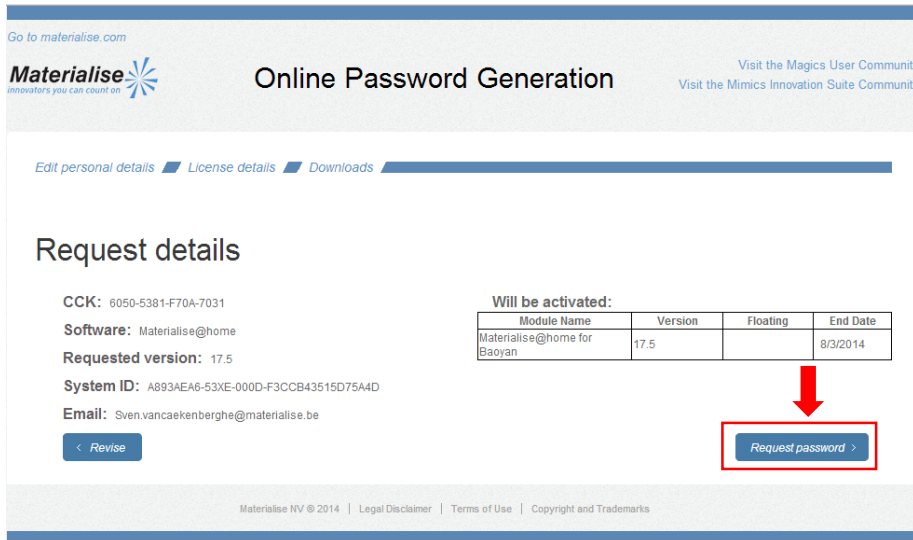 Go to materialise.com
Materialise
innovators you can count on
Online Password Generation
Visit the Magics User Communit
Visit the Mimics Innovation Suite Communit
Edit personal details License details Downloads
Request details
CCK: 6050-5381-F70A-7031
Software: Materialise@home
Requested version: 17.5
System ID: A893AEA6-53XE-000D-F3CCB43515D75A4D
Email: Sven.vancaekenberghe@materialise.be
< Revise
Will be activated:
Module Name Version Floating End Date
Materialise@home for
Baoyan 17.5 8/3/2014
Request password >
Materialise NV © 2014 | Legal Disclaimer | Terms of Use | Copyright and Trademarks